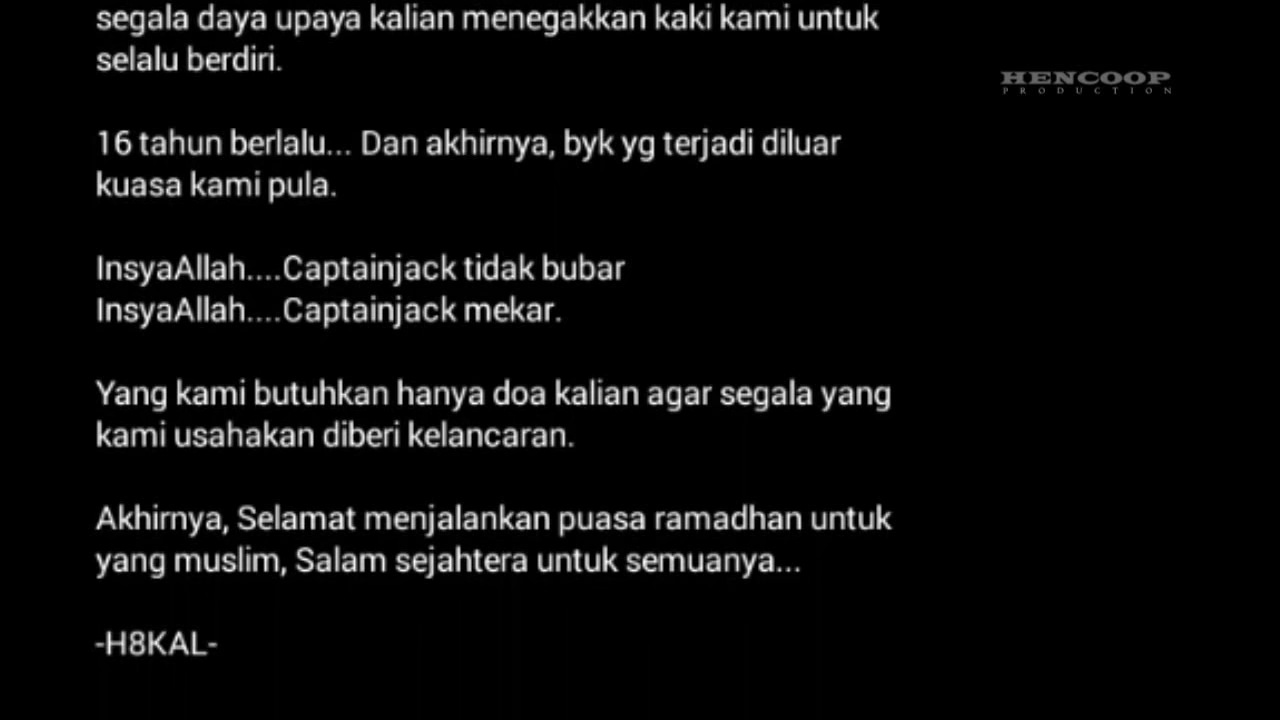 segala daya upaya kalian menegakkan kaki kami untuk
selalu berdiri.
HENCOOP
PRODUCTION
16 tahun berlalu... Dan akhirnya, byk yg terjadi diluar
kuasa kami pula.
InsyaAllah....Captainjack tidak bubar
InsyaAllah....Captainjack mekar.
Yang kami butuhkan hanya doa kalian agar segala yang
kami usahakan diberi kelancaran.
Akhirnya, Selamat menjalankan puasa ramadhan untuk
yang muslim, Salam sejahtera untuk semuanya...
-H8KAL-